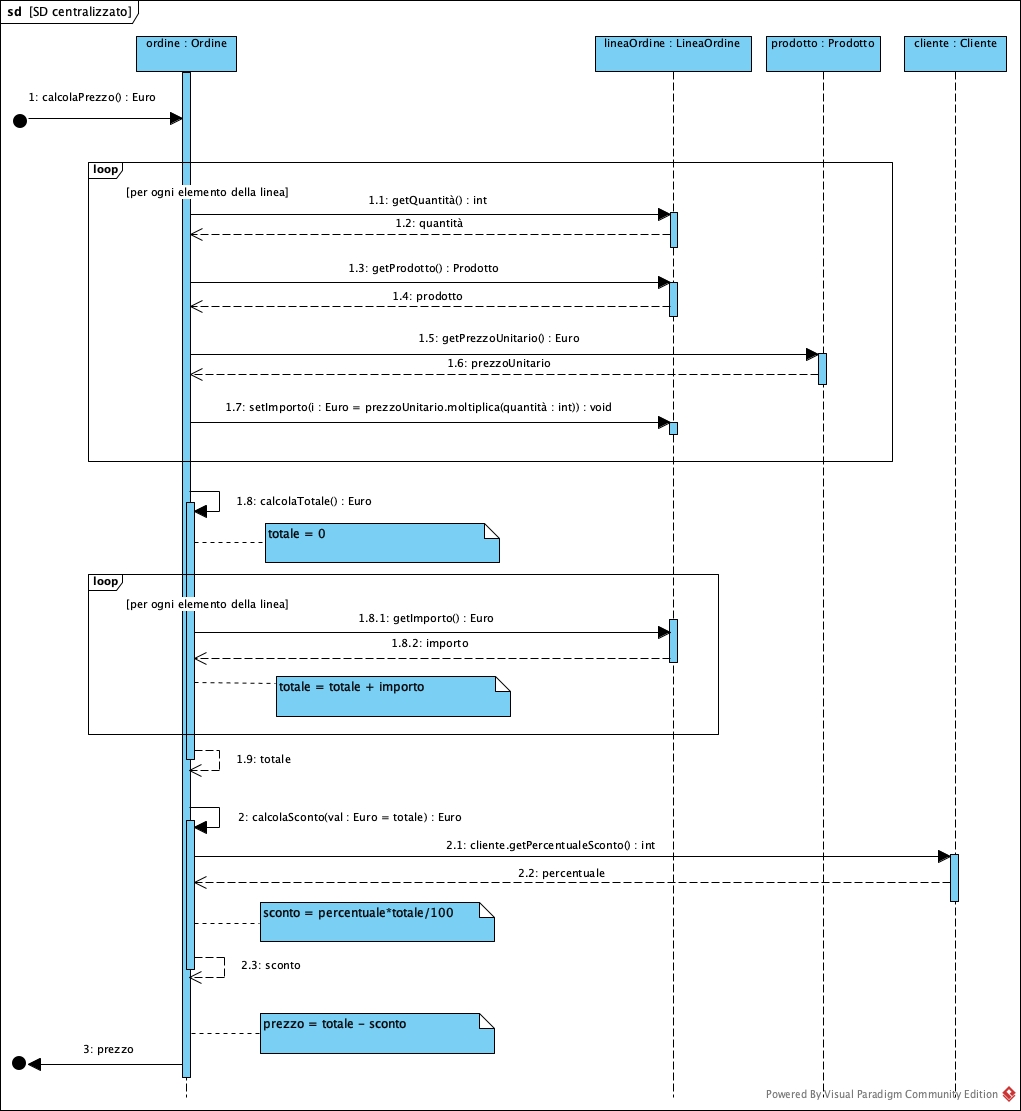 sd [SD centralizzato]
ordine : Ordine
lineaOrdine : LineaOrdine
prodotto : Prodotto
cliente : Cliente
1: calcolaPrezzo() : Euro
loop
[per ogni elemento della linea]
1.1: getQuantità() : int
1.2: quantità
1.3: getProdotto() : Prodotto
1.4: prodotto
1.5: getPrezzoUnitario() : Euro
1.6: prezzoUnitario
1.7: setImporto(i : Euro = prezzoUnitario.moltiplica(quantità : int)) : void
1.8: calcolaTotale() : Euro
totale = 0
loop
[per ogni elemento della linea]
1.8.1: getImporto() : Euro
1.8.2: importo
totale = totale + importo
1.9: totale
2: calcolaSconto(val : Euro = totale) : Euro
2.1: cliente.getPercentualeSconto() : int
2.2: percentuale
sconto = percentuale*totale/100
2.3: sconto
prezzo = totale - sconto
3: prezzo
Powered By Visual Paradigm Community Edition